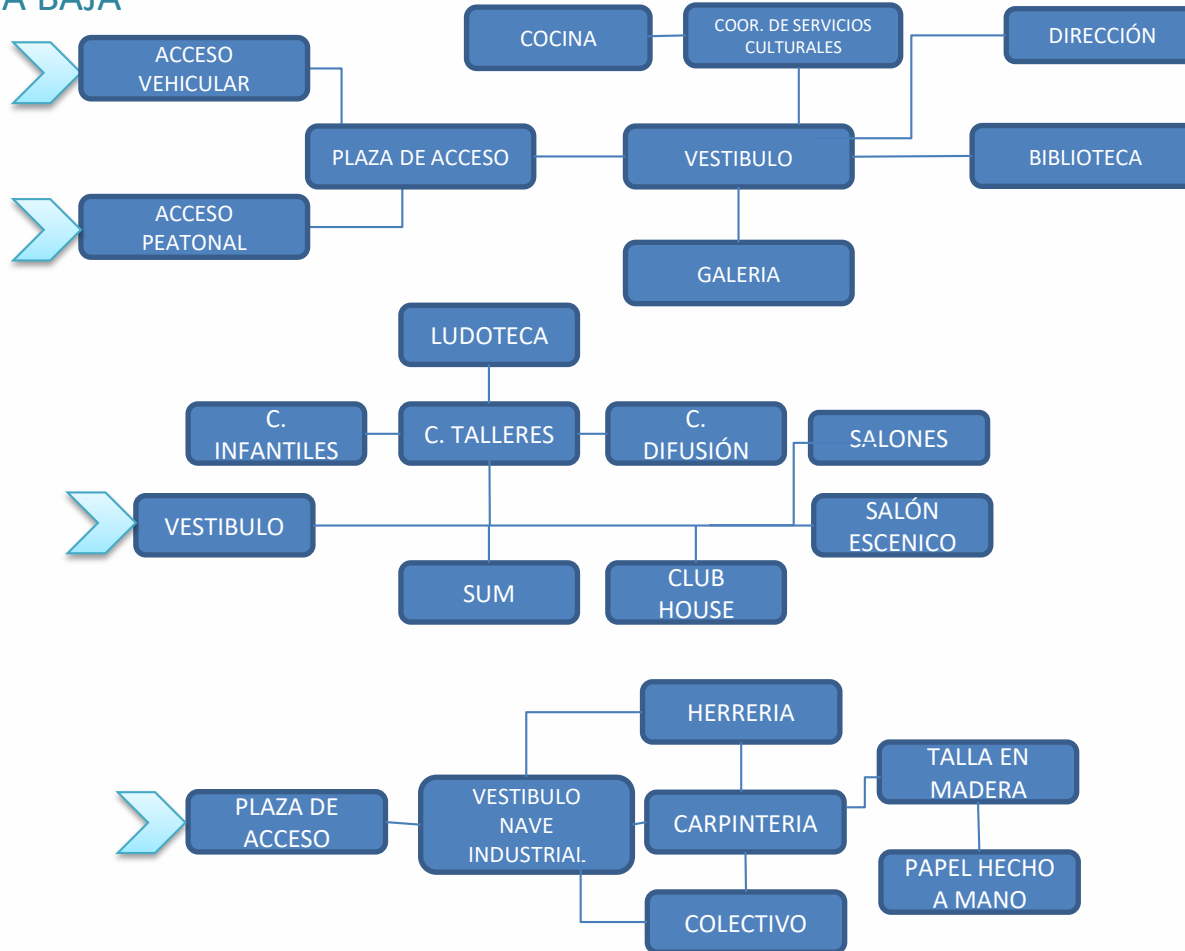 A BAJA
COCINA
COOR. DE SERVICIOS
CULTURALES
DIRECCIÓN
ACCESO
VEHICULAR
PLAZA DE ACCESO
VESTIBULO
BIBLIOTECA
ACCESO
PEATONAL
GALERIA
LUDOTECA
C.
INFANTILES
C. TALLERES
C.
DIFUSIÓN
SALONES
VESTIBULO
SALÓN
ESCENICO
SUM
CLUB
HOUSE
HERRERIA
TALLA EN
MADERA
PLAZA DE
ACCESO
VESTIBULO
NAVE
INDUSTRIAL
CARPINTERIA
PAPEL HECHO
A MANO
COLECTIVO